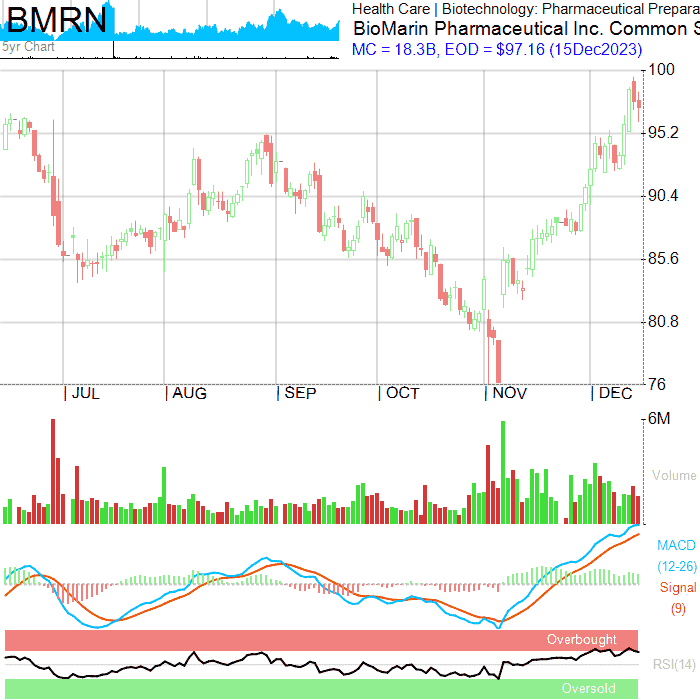 BMRN
5yr Chart
Health Care | Biotechnology: Pharmaceutical Prepara
BioMarin Pharmaceutical Inc. Common S
MC = 18.3B, EOD = $97.16 (15Dec2023)
100
95.2
90.4
85.6
80.8
76
| JUL | AUG | SEP | OCT | NOV | DEC
6M
Volume
MACD
(12-26)
Signal
(9)
Overbought
RSI(14)
Oversold